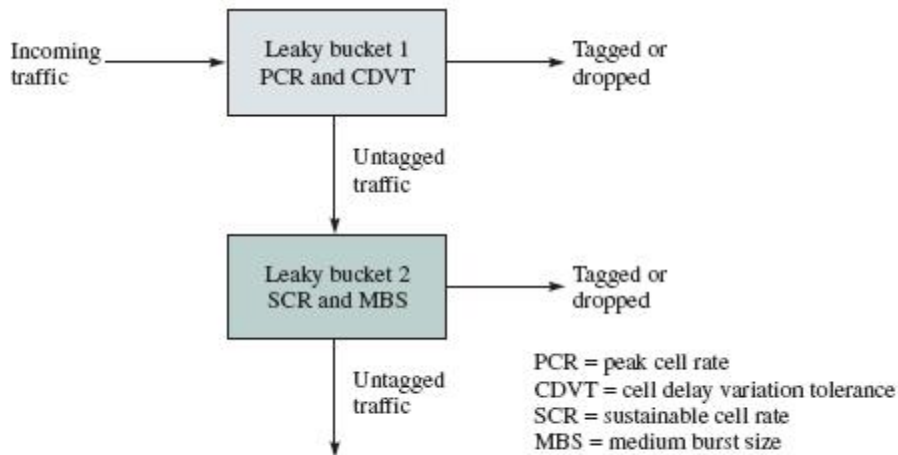 Incoming
traffic
Leaky bucket 1
PCR and CDVT
Tagged or
dropped
Untagged
traffic
Leaky bucket 2
SCR and MBS
Tagged or
dropped
Untagged
traffic
PCR = peak cell rate
CDVT = cell delay variation tolerance
SCR = sustainable cell rate
MBS = medium burst size